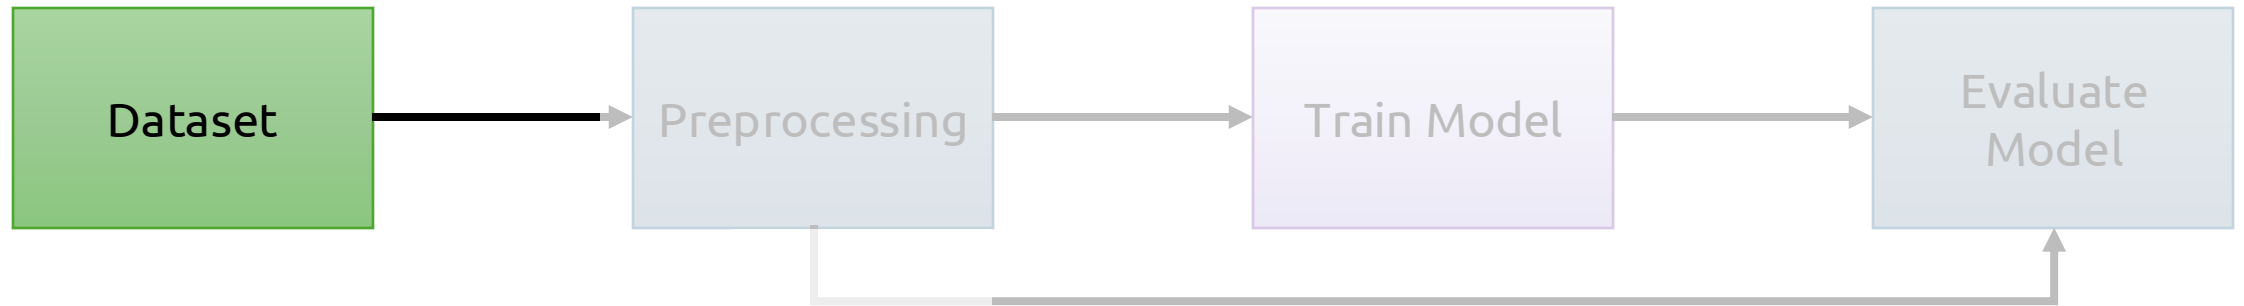 Dataset
Preprocessing
Train Model
Evaluate
Model